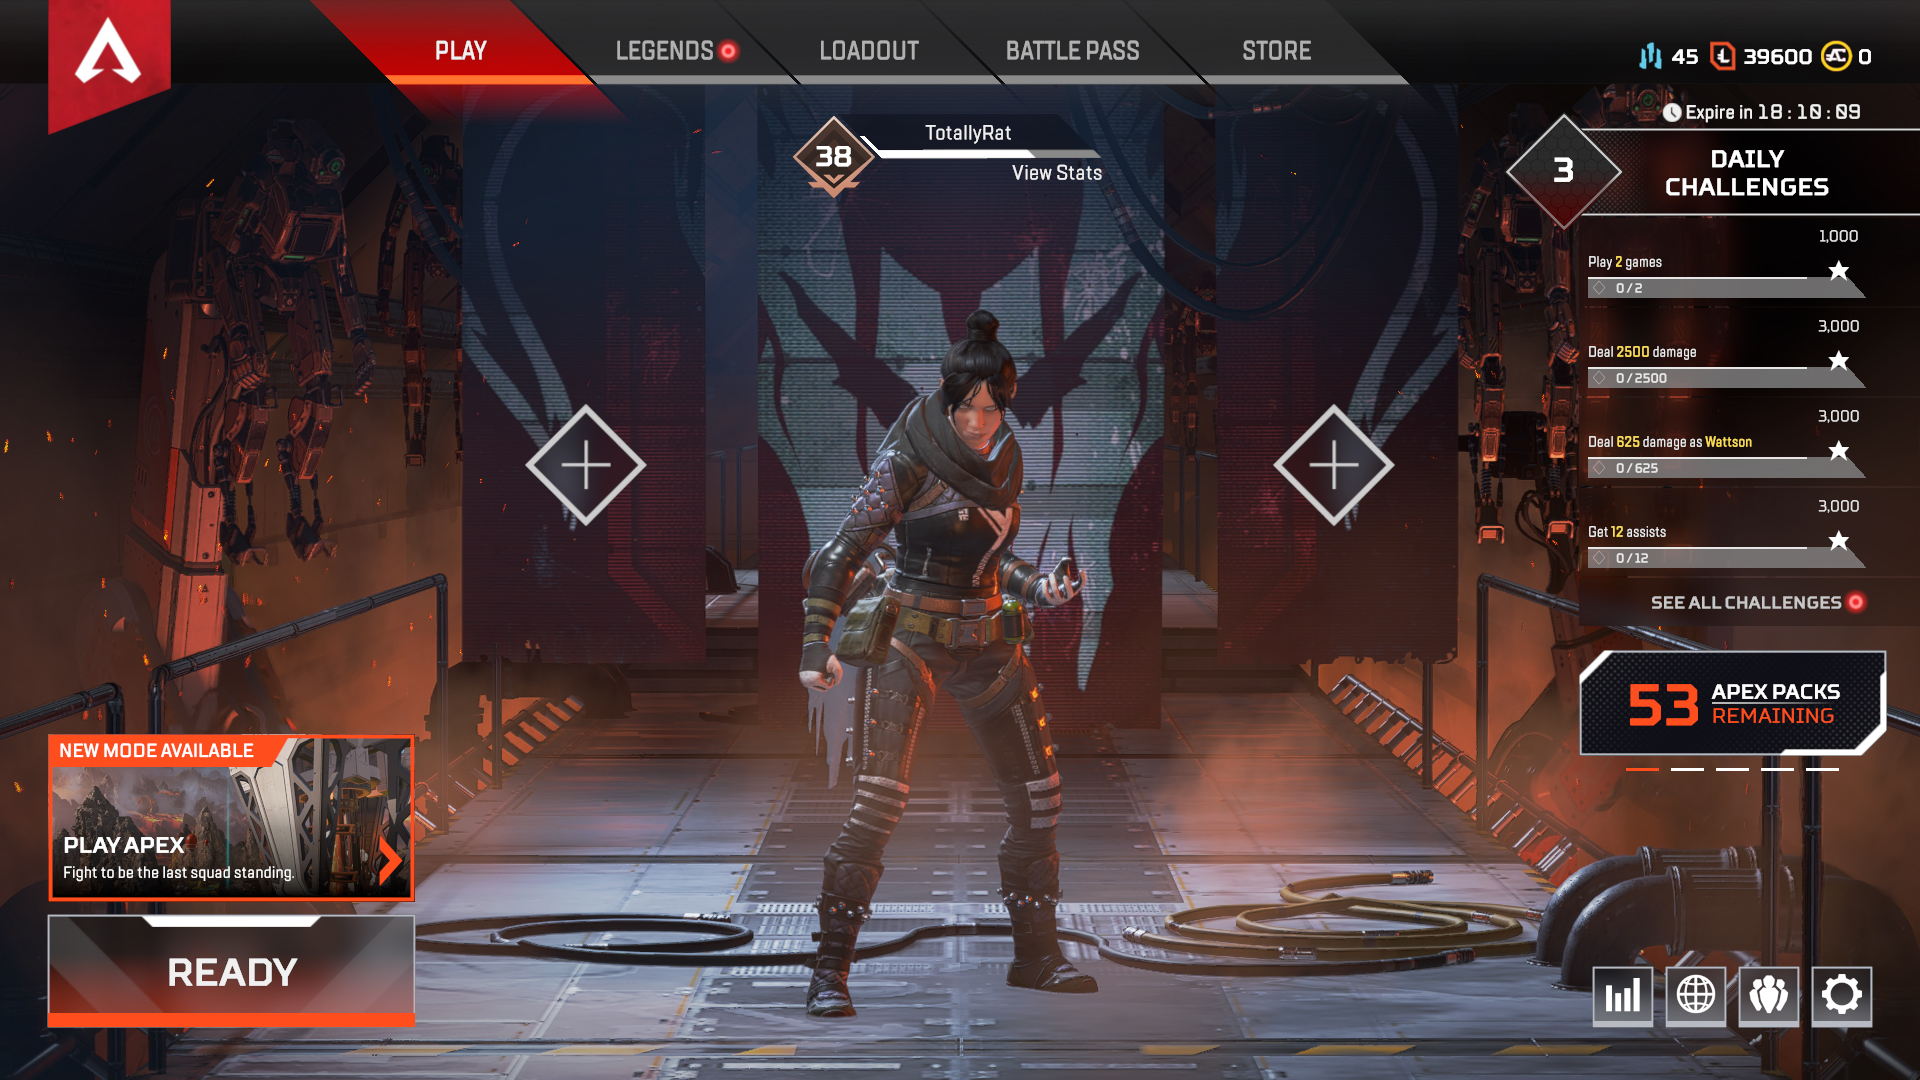 PLAY
LEGENDS
LOADOUT
BATTLE PASS
STORE
45
39600
0
Expire in 18:10:09
38
TotallyRat
View Stats
3
DAILY
CHALLENGES
1,000
Play 2 games
0/2
3,000
Deal 2500 damage
0/2500
3,000
Deal 625 damage as Wattson
0/625
3,000
Get 12 assists
0/12
SEE ALL CHALLENGES
53
APEX PACKS
REMAINING
NEW MODE AVAILABLE
PLAY APEX
Fight to be the last squad standing.
READY